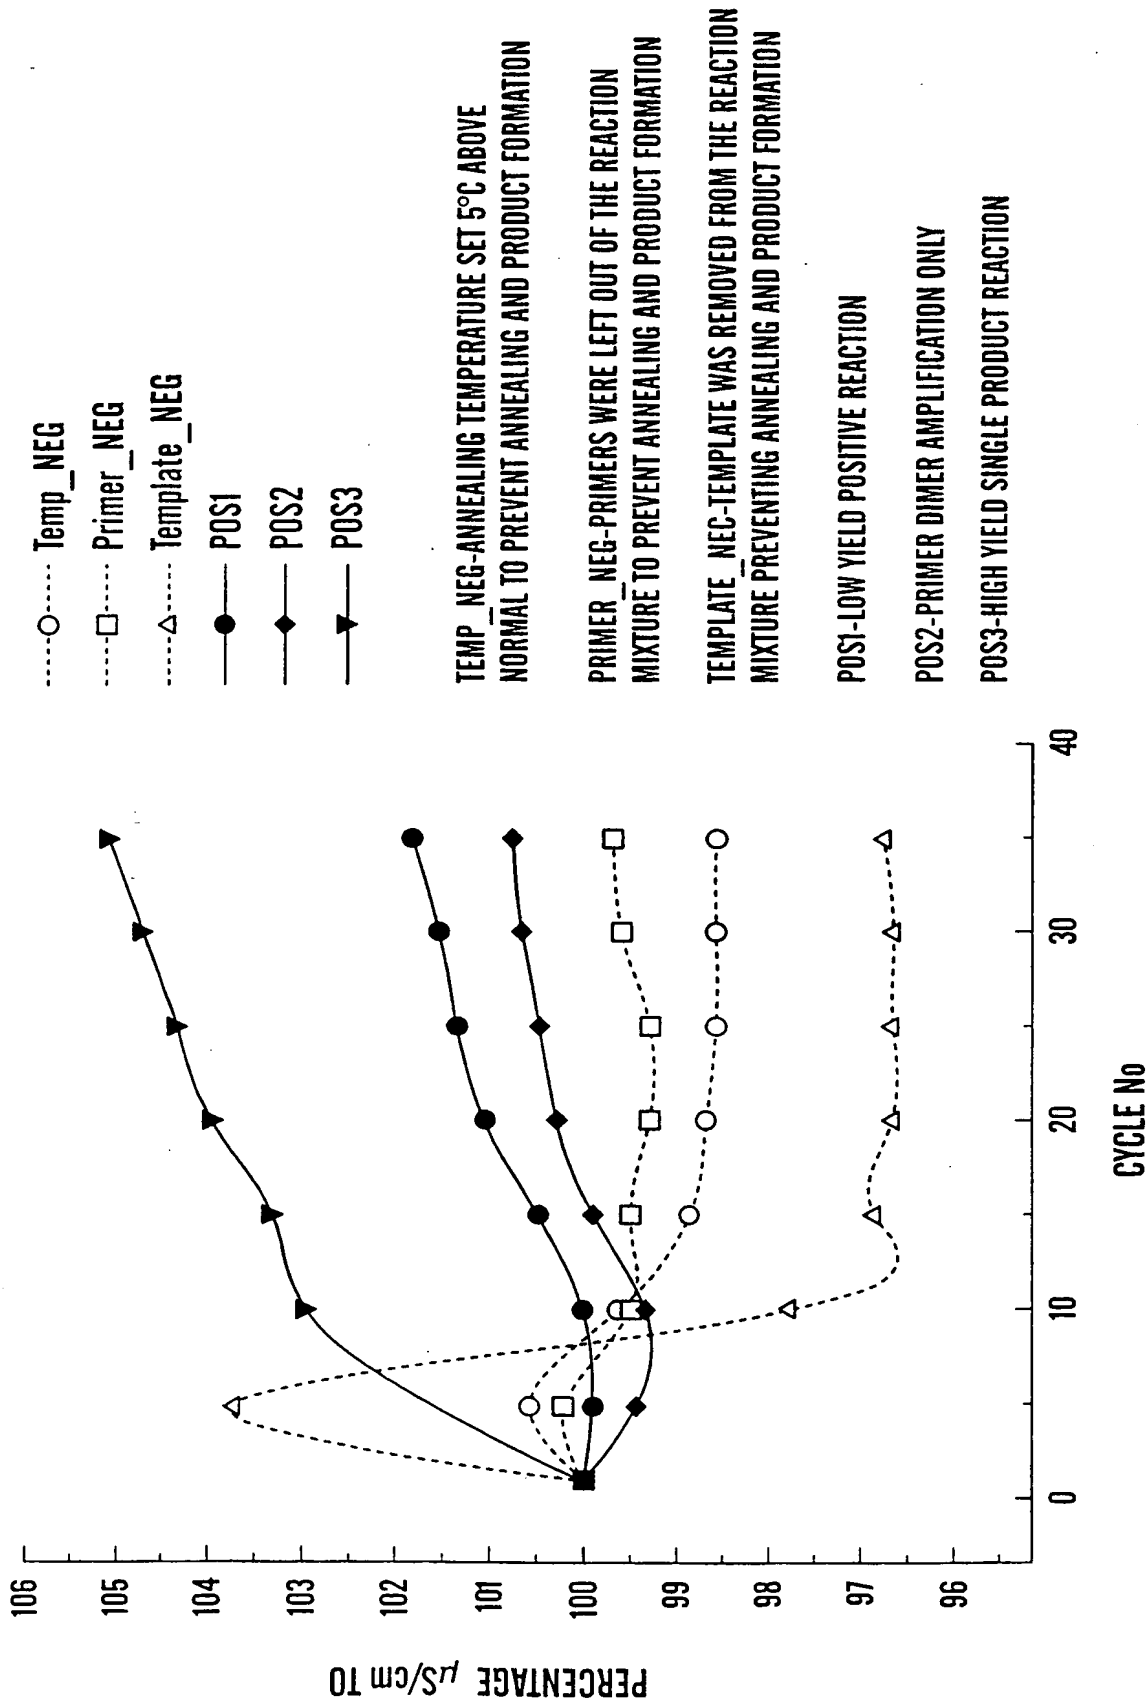 Temp_NEG
Primer_NEG
Template_NEG
POS1
POS2
POS3
TEMP_NEG-ANNEALING TEMPERATURE SET 5°C ABOVE
NORMAL TO PREVENT ANNEALING AND PRODUCT FORMATION
PRIMER_NEG-PRIMERS WERE LEFT OUT OF THE REACTION
MIXTURE TO PREVENT ANNEALING AND PRODUCT FORMATION
TEMPLATE_NEC-TEMPLATE WAS REMOVED FROM THE REACTION
MIXTURE PREVENTING ANNEALING AND PRODUCT FORMATION
POS1-LOW YIELD POSITIVE REACTION
POS2-PRIMER DIMER AMPLIFICATION ONLY
POS3-HIGH YIELD SINGLE PRODUCT REACTION
PERCENTAGE µS/cm TO
106
105
104
103
102
101
100
99
98
97
96
0 10 20 30 40
CYCLE No